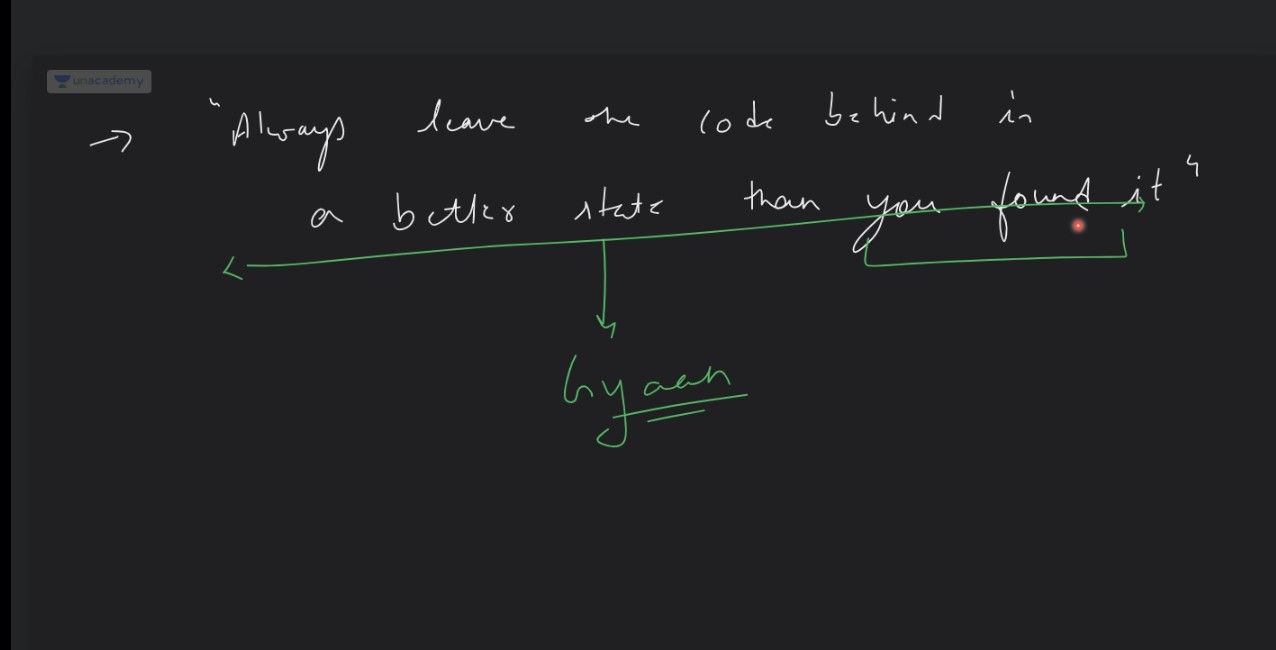 unacademy
→ "Always leave the code behind in
a better state than you found it"
Gyaan